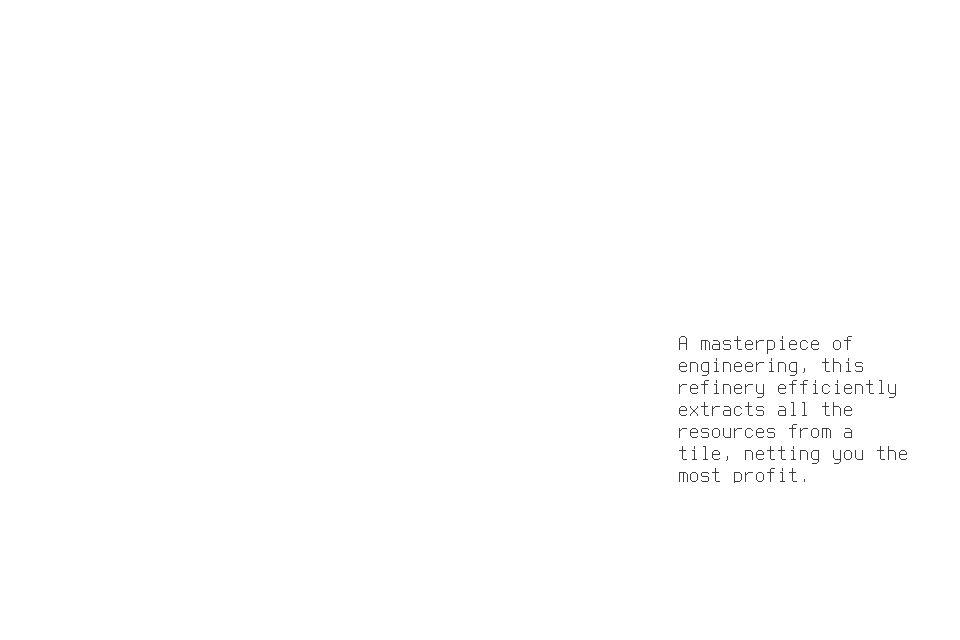 A masterpiece of
engineering, this
refinery efficiently
extracts all the
resources from a
tile, netting you the
most profit.